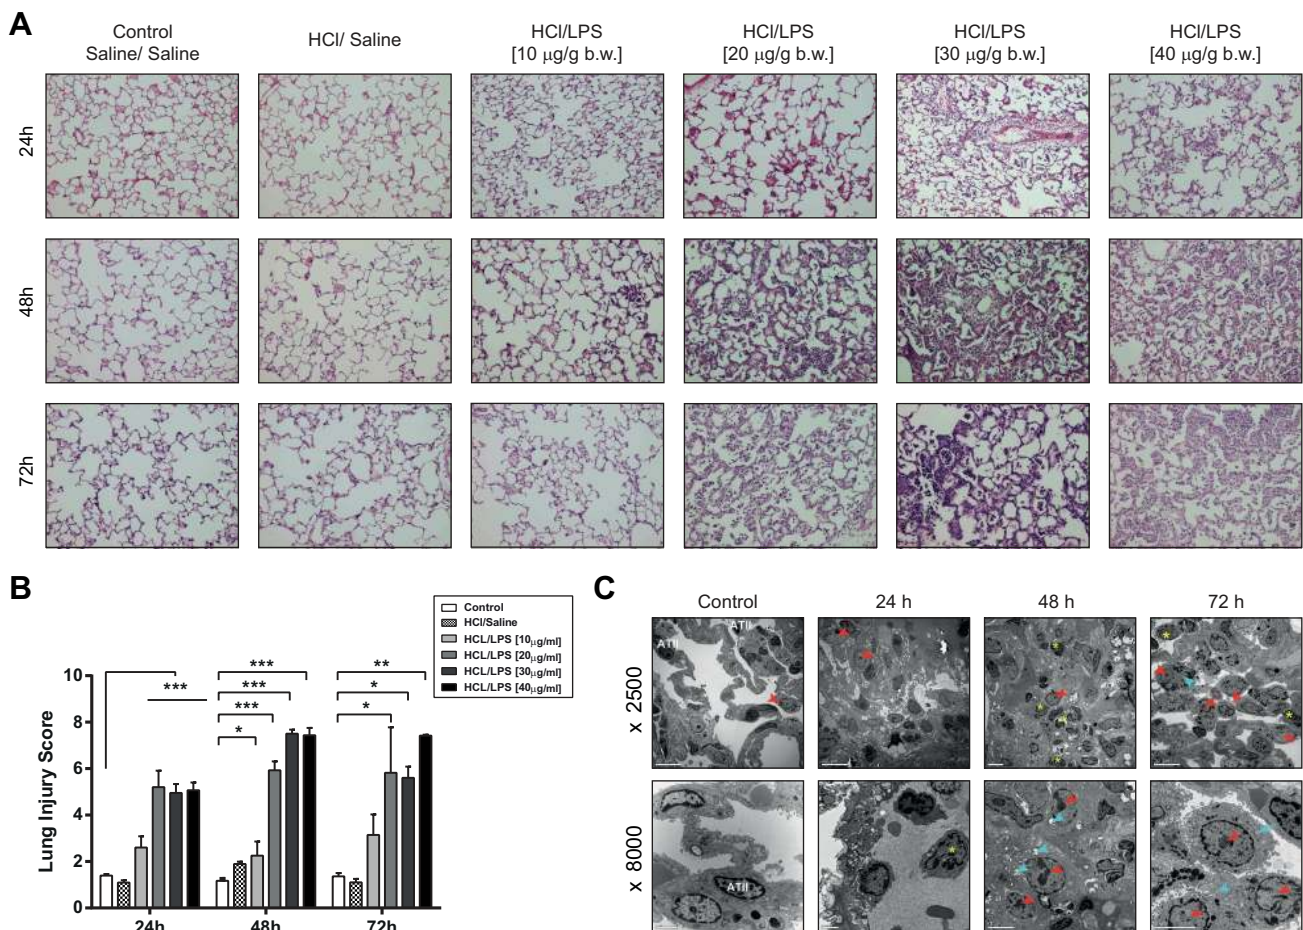 A
Control
Saline/ Saline
HCl/ Saline
HCl/LPS
[10 µg/g b.w.]
HCl/LPS
[20 µg/g b.w.]
HCl/LPS
[30 µg/g b.w.]
HCl/LPS
[40 µg/g b.w.]
24h
48h
72h
B
Control
HCl/Saline
HCL/LPS [10µg/ml]
HCL/LPS [20µg/ml]
HCL/LPS [30µg/ml]
HCL/LPS [40µg/ml]
Lung Injury Score
10
8
6
4
2
0
***
***
***
***
*
**
*
*
24h
48h
72h
C
Control
24 h
48 h
72 h
x 2500
ATII
ATII
x 8000
ATII